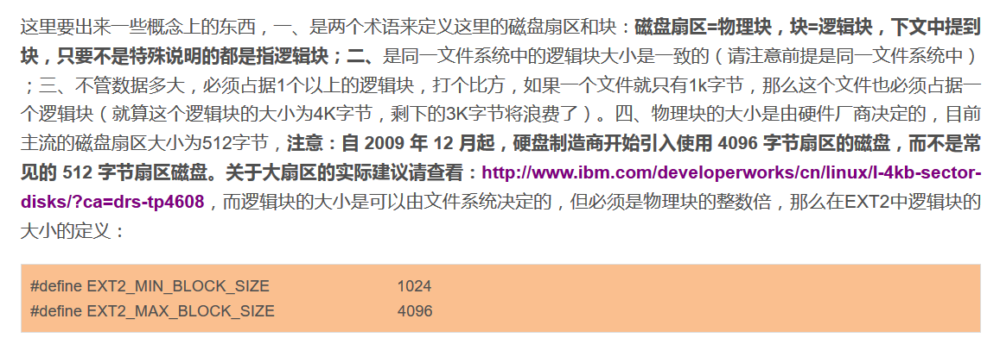 这里要出来一些概念上的东西，一、是两个术语来定义这里的磁盘扇区和块：磁盘扇区=物理块，块=逻辑块，下文中提到
块，只要不是特殊说明的都是指逻辑块；二、是同一文件系统中的逻辑块大小是一致的（请注意前提是同一文件系统中）
；三、不管数据多大，必须占据1个以上的逻辑块，打个比方，如果一个文件就只有1k字节，那么这个文件也必须占据一
个逻辑块（就算这个逻辑块的大小为4K字节，剩下的3K字节将浪费了）。四、物理块的大小是由硬件厂商决定的，目前
主流的磁盘扇区大小为512字节，注意：自 2009 年 12 月起，硬盘制造商开始引入使用 4096 字节扇区的磁盘，而不是常
见的 512 字节扇区磁盘。关于大扇区的实际建议请查看：http://www.ibm.com/developerworks/cn/linux/l-4kb-sector-
disks/?ca=drs-tp4608，而逻辑块的大小是可以由文件系统决定的，但必须是物理块的整数倍，那么在EXT2中逻辑块的
大小的定义：
#define EXT2_MIN_BLOCK_SIZE 1024
#define EXT2_MAX_BLOCK_SIZE 4096